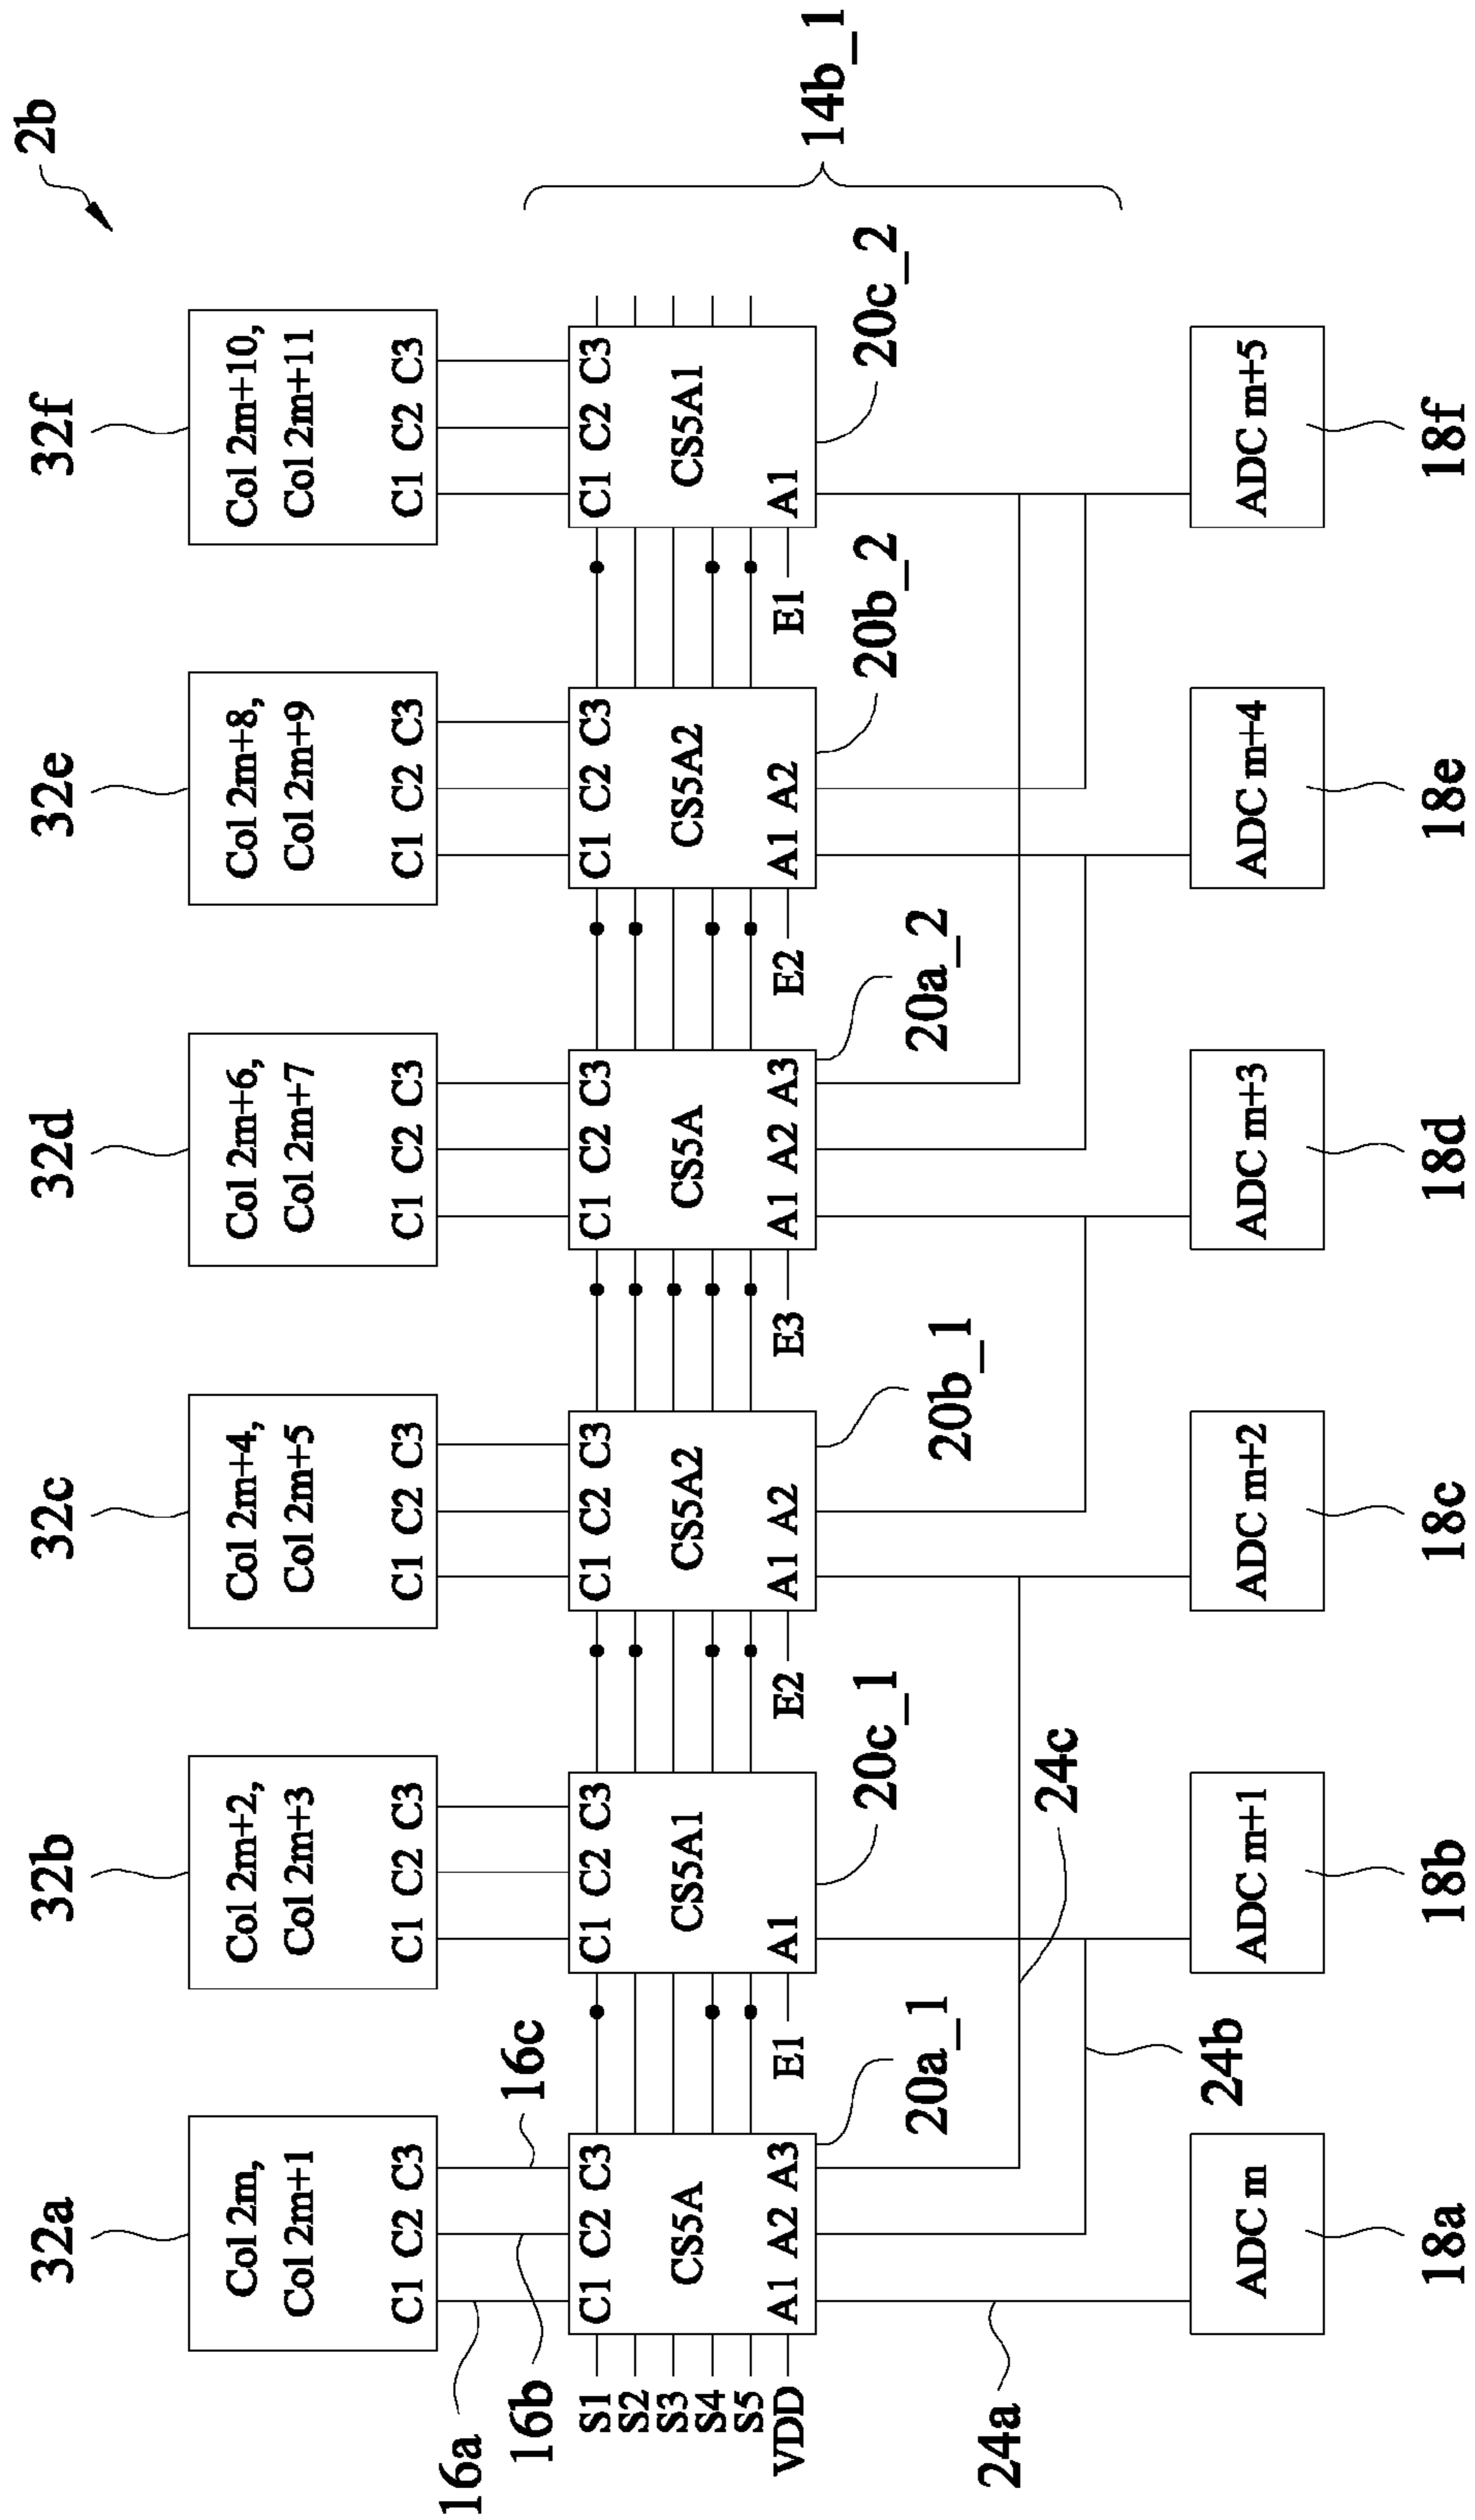 2b
32a 32b 32c 32d 32e 32f
Col 2m, Col 2m+2, Col 2m+4, Col 2m+6, Col 2m+8, Col 2m+10,
Col 2m+1 Col 2m+3 Col 2m+5 Col 2m+7 Col 2m+9 Col 2m+11
C1 C2 C3 C1 C2 C3 C1 C2 C3 C1 C2 C3 C1 C2 C3 C1 C2 C3
16a 16b 16c
C1 C2 C3 C1 C2 C3 C1 C2 C3 C1 C2 C3 C1 C2 C3 C1 C2 C3
S1
S2
S3
S4
S5
VDD
CS5A CS5A1 CS5A2 CS5A CS5A2 CS5A1
A1 A2 A3 E1 A1 E2 A1 A2 E3 A1 A2 A3 E2 A1 A2 E1 A1
14b_1
20a_1 20c_1 20b_1 20a_2 20b_2 20c_2
24a 24b 24c
ADC m ADC m+1 ADC m+2 ADC m+3 ADC m+4 ADC m+5
18a 18b 18c 18d 18e 18f